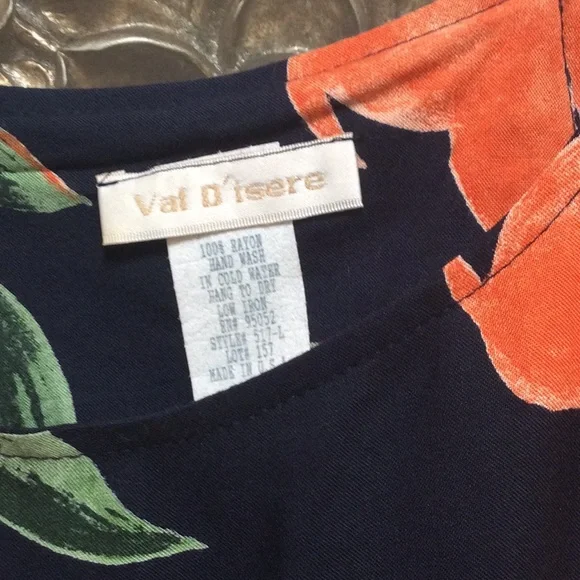 Val D'isere
100% RAYON
HAND WASH
IN COLD WATER
HANG TO DRY
LOW IRON
RN# 95052
STYLE# 517-L
LOT# 157
MADE IN U.S.A